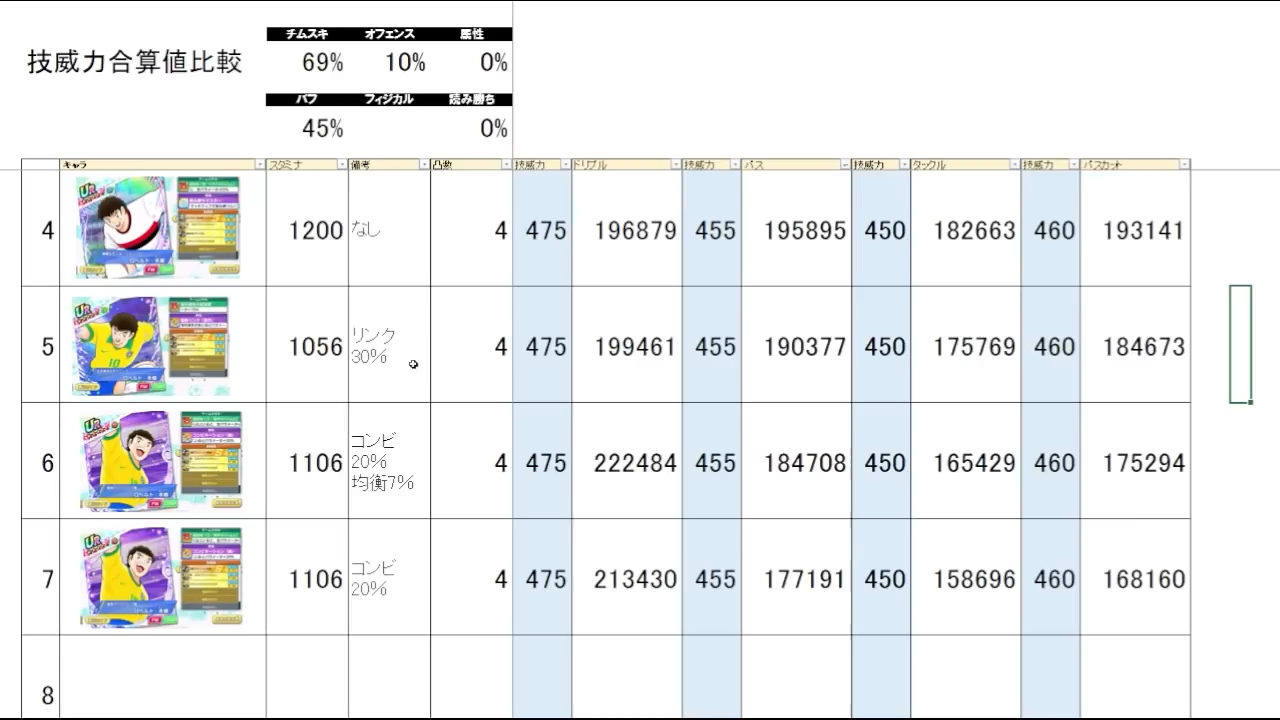 チムスキ オフェンス 属性
技威力合算値比較 69% 10% 0%
バフ フィジカル 読み勝ち
45% 0%
キャラ スタミナ 備考 凸数 技威力 ドリブル 技威力 パス 技威力 タックル 技威力 パスカット
4 1200 なし 4 475 196879 455 195895 450 182663 460 193141
5 1056 リンク 4 475 199461 455 190377 450 175769 460 184673
30%
6 1106 コンビ 4 475 222484 455 184708 450 165429 460 175294
20%
均衡7%
7 1106 コンビ 4 475 213430 455 177191 450 158696 460 168160
20%
8